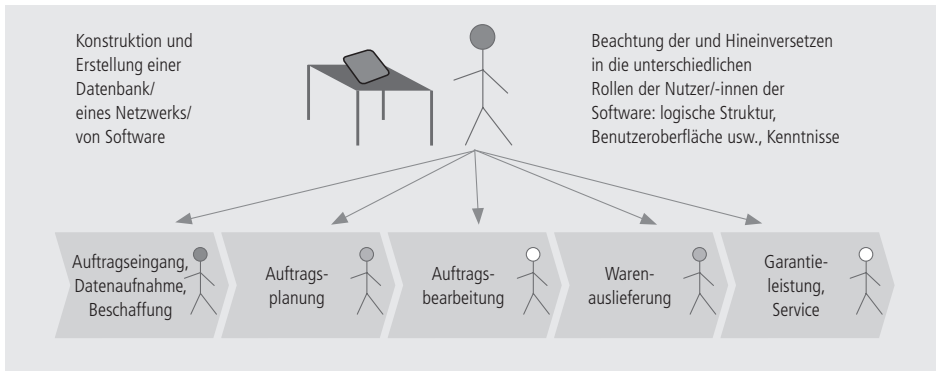 Konstruktion und
Erstellung einer
Datenbank/
eines Netzwerks/
von Software
Beachtung der und Hineinversetzen
in die unterschiedlichen
Rollen der Nutzer/-innen der
Software: logische Struktur,
Benutzeroberfläche usw., Kenntnisse
Auftragseingang,
Datenaufnahme,
Beschaffung
Auftrags-
planung
Auftrags-
bearbeitung
Waren-
auslieferung
Garantie-
leistung,
Service